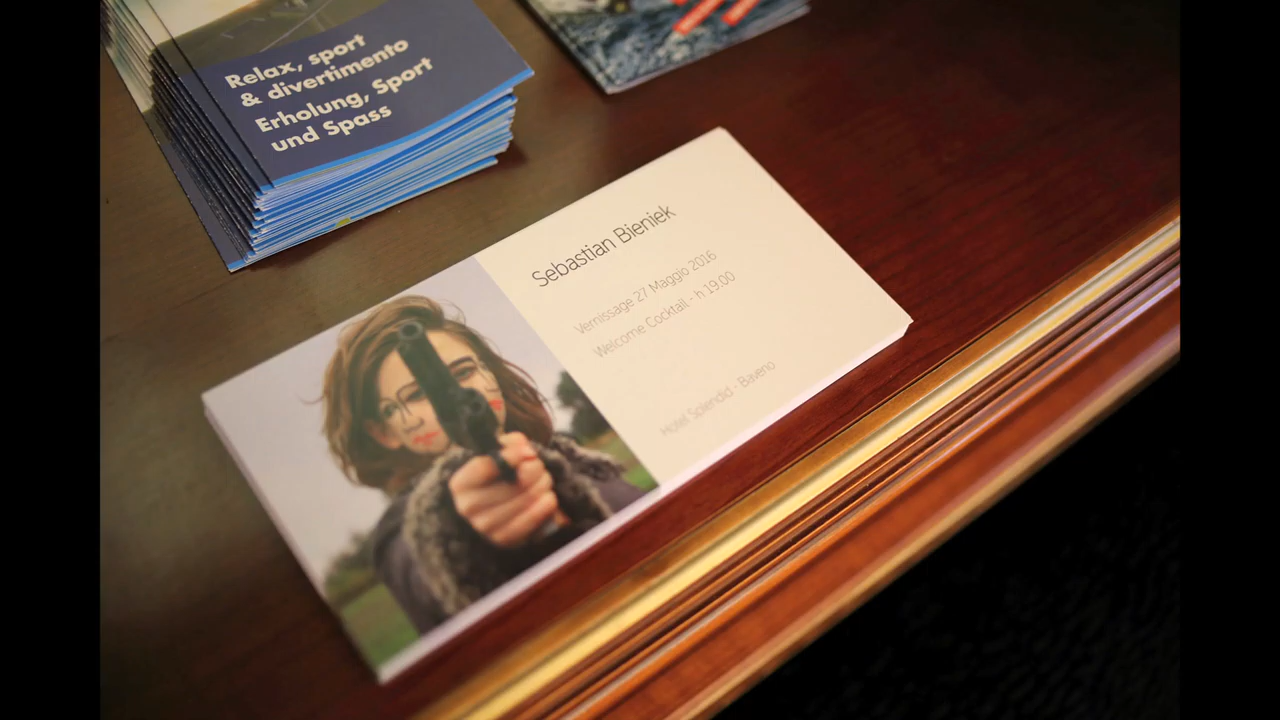 Relax, sport
& divertimento
Erholung, Sport
und Spass
Sebastian Bieniek
Vernissage 27 Maggio 2016
Welcome Cocktail - h 19.00
Hotel Splendid - Baveno